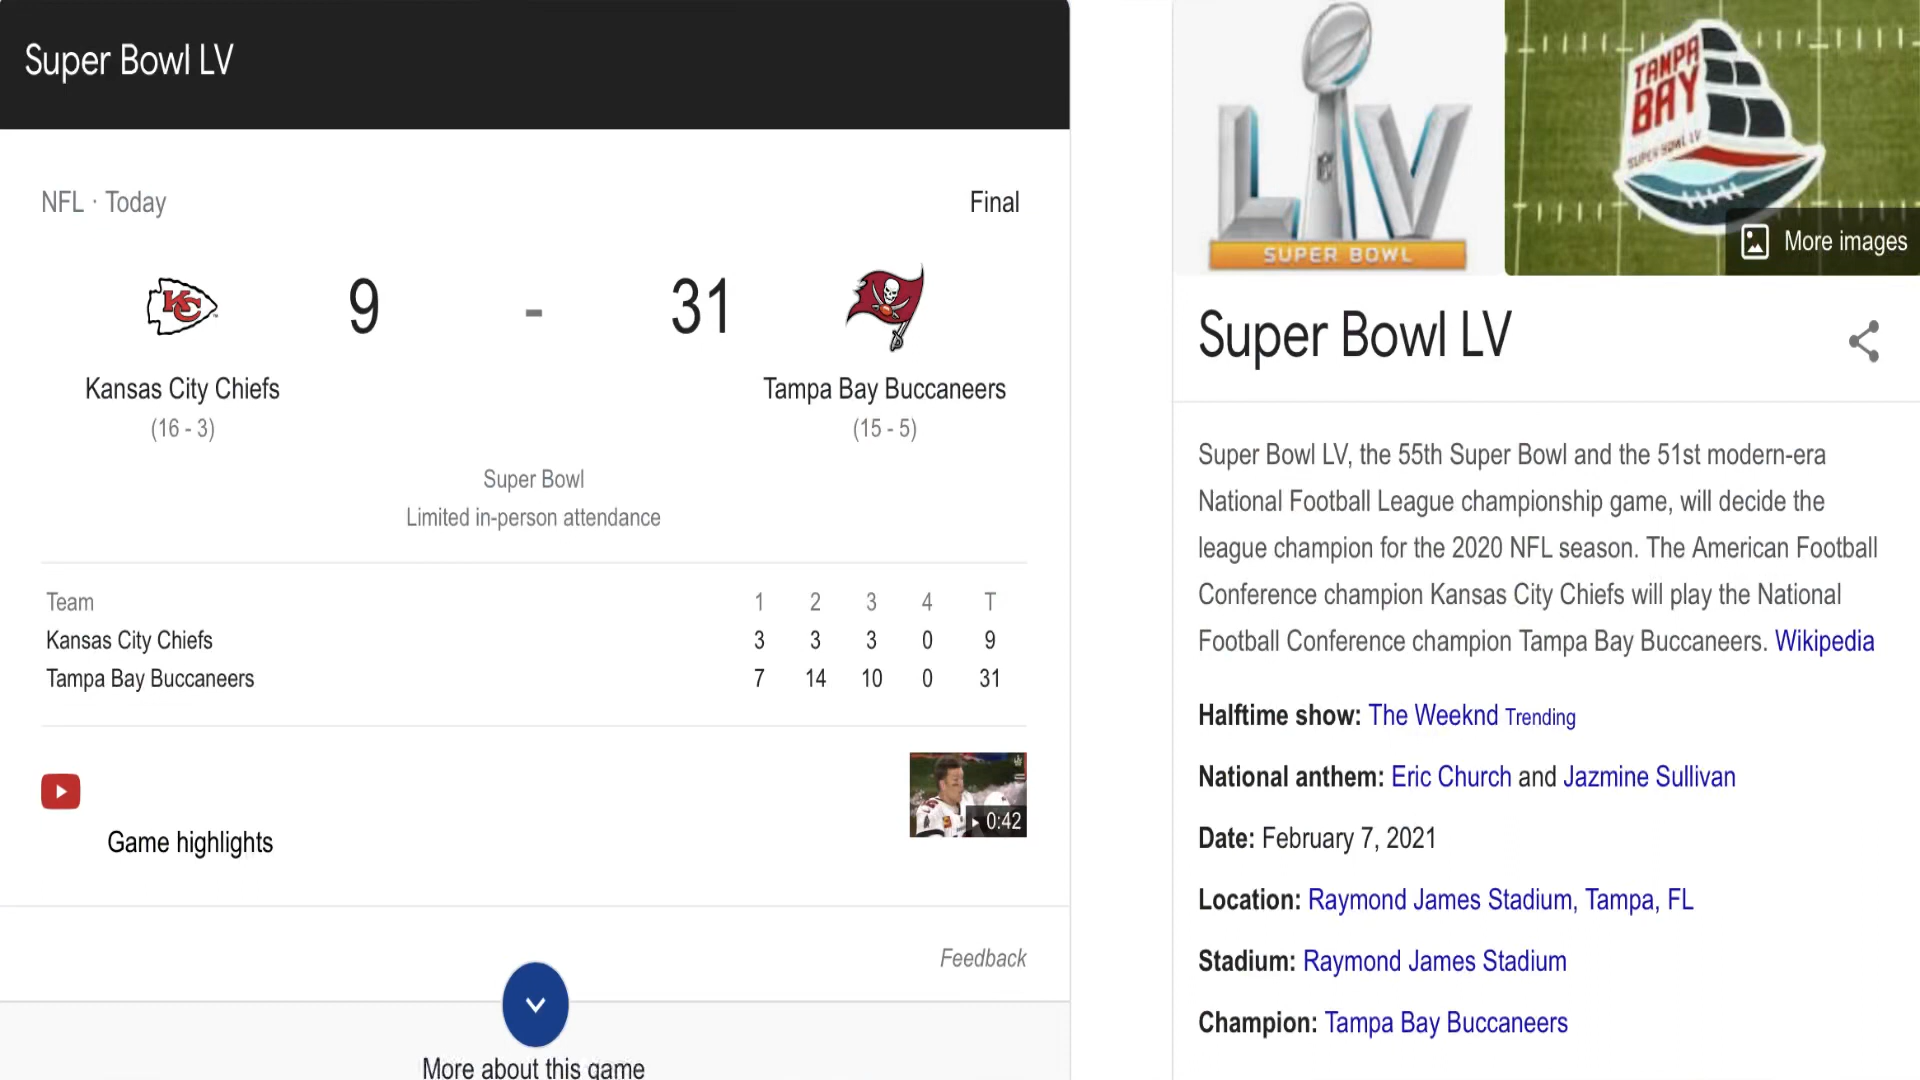 Super Bowl LV
NFL · Today
Final
KC
9 - 31
Kansas City Chiefs
(16 - 3)
Tampa Bay Buccaneers
(15 - 5)
Super Bowl
Limited in-person attendance
Team 1 2 3 4 T
Kansas City Chiefs 3 3 3 0 9
Tampa Bay Buccaneers 7 14 10 0 31
0:42
Game highlights
Feedback
More about this game
LV
SUPER BOWL
TAMPA
BAY
SUPER BOWL LV
More images
Super Bowl LV
Super Bowl LV, the 55th Super Bowl and the 51st modern-era
National Football League championship game, will decide the
league champion for the 2020 NFL season. The American Football
Conference champion Kansas City Chiefs will play the National
Football Conference champion Tampa Bay Buccaneers. Wikipedia
Halftime show: The Weeknd Trending
National anthem: Eric Church and Jazmine Sullivan
Date: February 7, 2021
Location: Raymond James Stadium, Tampa, FL
Stadium: Raymond James Stadium
Champion: Tampa Bay Buccaneers